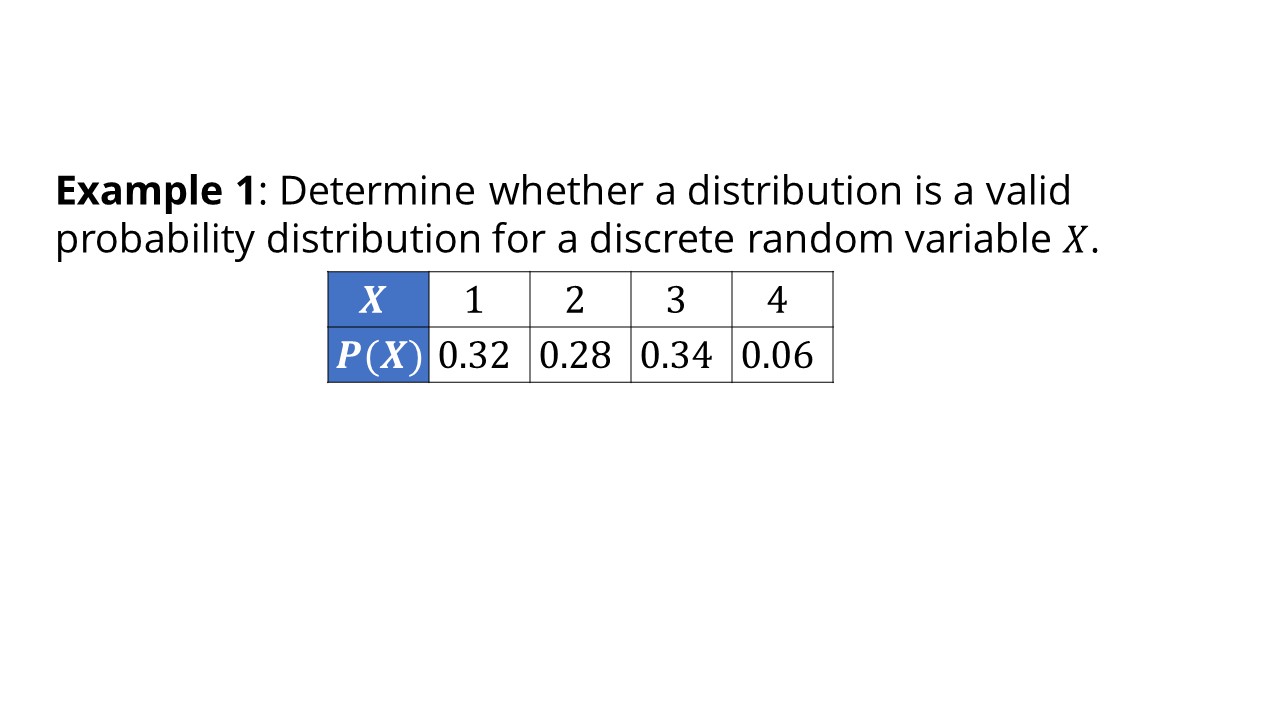 Example 1: Determine whether a distribution is a valid
probability distribution for a discrete random variable X.
X 1 2 3 4
P(X) 0.32 0.28 0.34 0.06